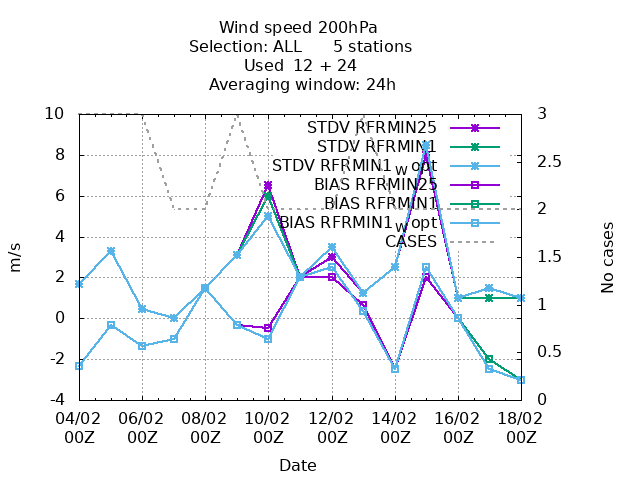 Wind speed 200hPa
Selection: ALL 5 stations
Used 12 + 24
Averaging window: 24h
10
8
6
4
2
0
-2
-4
m/s
3
2.5
2
1.5
1
0.5
0
No cases
STDV RFRMIN25
STDV RFRMIN1
STDV RFRMIN1wopt
BIAS RFRMIN25
BIAS RFRMIN1
BIAS RFRMIN1wopt
CASES
04/02 06/02 08/02 10/02 12/02 14/02 16/02 18/02
00Z 00Z 00Z 00Z 00Z 00Z 00Z 00Z
Date